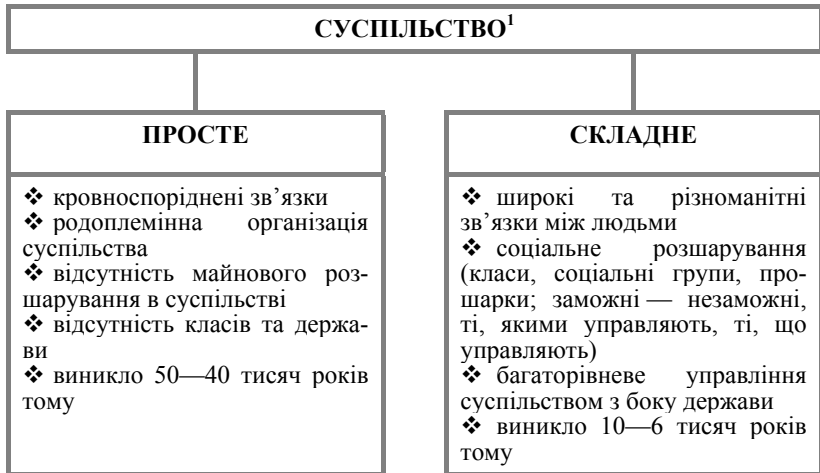 СУСПІЛЬСТВО¹
ПРОСТЕ
❖ кровноспоріднені зв’язки
❖ родоплемінна організація
суспільства
❖ відсутність майнового роз-
шарування в суспільстві
❖ відсутність класів та держа-
ви
❖ виникло 50—40 тисяч років
тому
СКЛАДНЕ
❖ широкі та різноманітні
зв’язки між людьми
❖ соціальне розшарування
(класи, соціальні групи, про-
шарки; заможні — незаможні,
ті, якими управляють, ті, що
управляють)
❖ багаторівневе управління
суспільством з боку держави
❖ виникло 10—6 тисяч років
тому